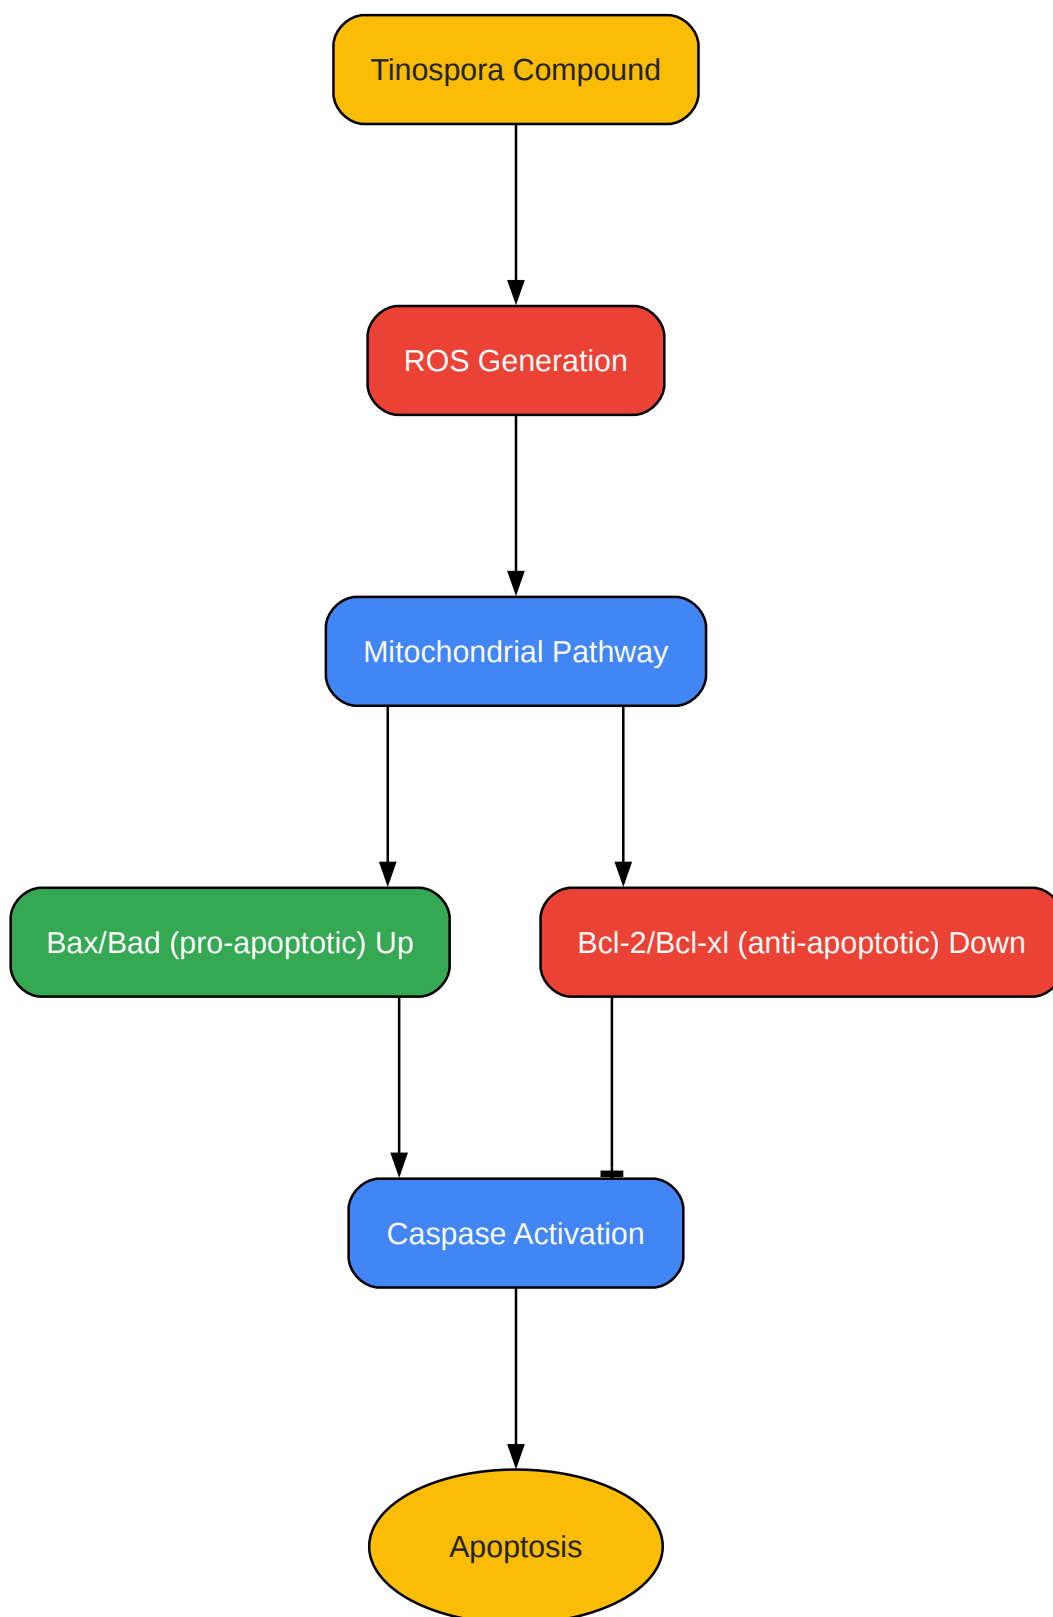 Tinospora Compound
ROS Generation
Mitochondrial Pathway
Bax/Bad (pro-apoptotic) Up
Bcl-2/Bcl-xl (anti-apoptotic) Down
Caspase Activation
Apoptosis